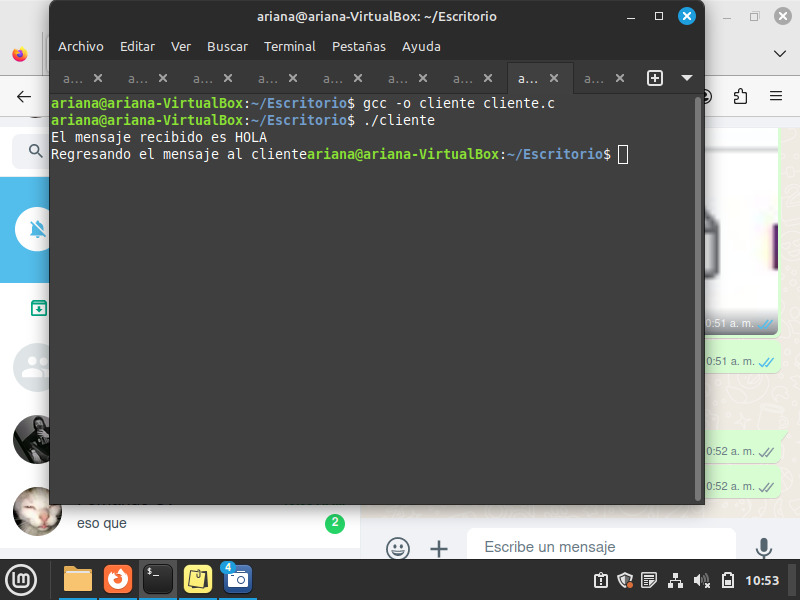 ariana@ariana-VirtualBox: ~/Escritorio
Archivo Editar Ver Buscar Terminal Pestañas Ayuda
a... a... a... a... a... a... a... a... a...
ariana@ariana-VirtualBox:~/Escritorio$ gcc -o cliente cliente.c
ariana@ariana-VirtualBox:~/Escritorio$ ./cliente
El mensaje recibido es HOLA
Regresando el mensaje al clienteariana@ariana-VirtualBox:~/Escritorio$
0:51 a. m.
0:51 a. m.
0:52 a. m.
0:52 a. m.
eso que
2
Escribe un mensaje
4
10:53